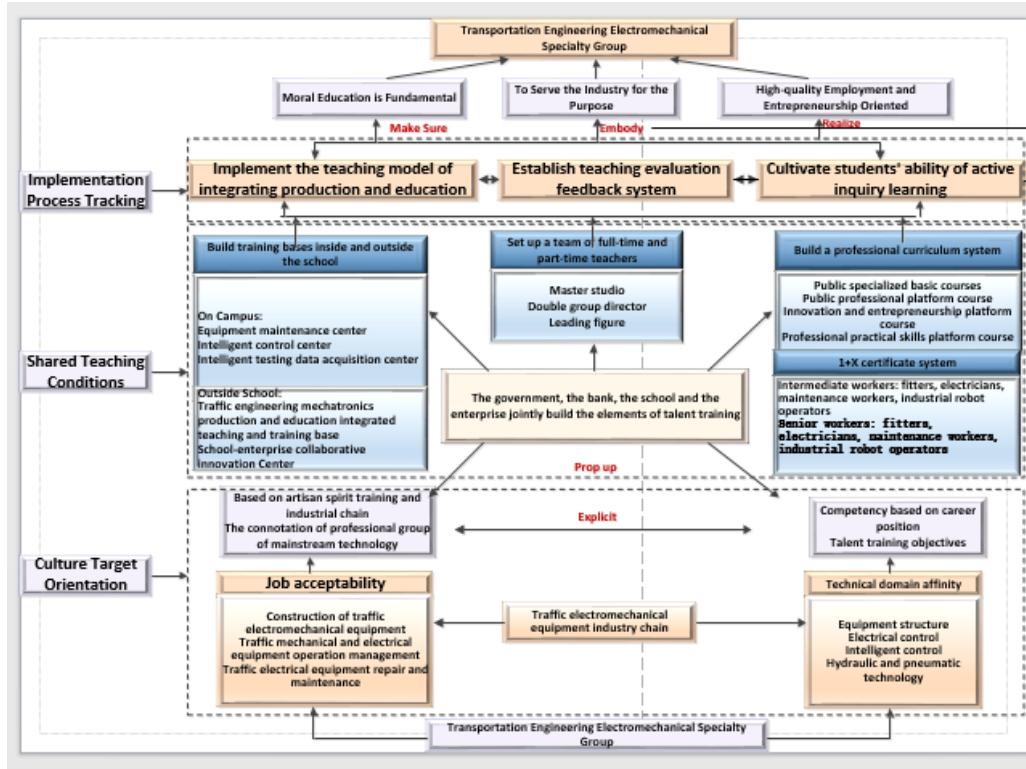 Transportation Engineering Electromechanical
Specialty Group
Moral Education is Fundamental
To Serve the Industry for the
Purpose
High-quality Employment and
Entrepreneurship Oriented
Make Sure
Embody
Realize
Implementation
Process Tracking
Implement the teaching model of
integrating production and education
Establish teaching evaluation
feedback system
Cultivate students' ability of active
inquiry learning
Build training bases inside and outside
the school
Set up a team of full-time and
part-time teachers
Build a professional curriculum system
On Campus:
Equipment maintenance center
Intelligent control center
Intelligent testing data acquisition center
Master studio
Double group director
Leading figure
Public specialized basic courses
Public professional platform course
Innovation and entrepreneurship platform
course
Professional practical skills platform course
Shared Teaching
Conditions
1+X certificate system
Outside School:
Traffic engineering mechatronics
production and education integrated
teaching and training base
School-enterprise collaborative
Innovation Center
The government, the bank, the school and the
enterprise jointly build the elements of talent training
Intermediate workers: fitters, electricians,
maintenance workers, industrial robot
operators
Senior workers: fitters,
electricians, maintenance workers,
industrial robot operators
Prop up
Based on artisan spirit training and
industrial chain
The connotation of professional group
of mainstream technology
Explicit
Competency based on career
position
Talent training objectives
Culture Target
Orientation
Job acceptability
Technical domain affinity
Construction of traffic
electromechanical equipment
Traffic mechanical and electrical
equipment operation management
Traffic electrical equipment repair and
maintenance
Traffic electromechanical
equipment industry chain
Equipment structure
Electrical control
Intelligent control
Hydraulic and pneumatic
technology
Transportation Engineering Electromechanical Specialty
Group